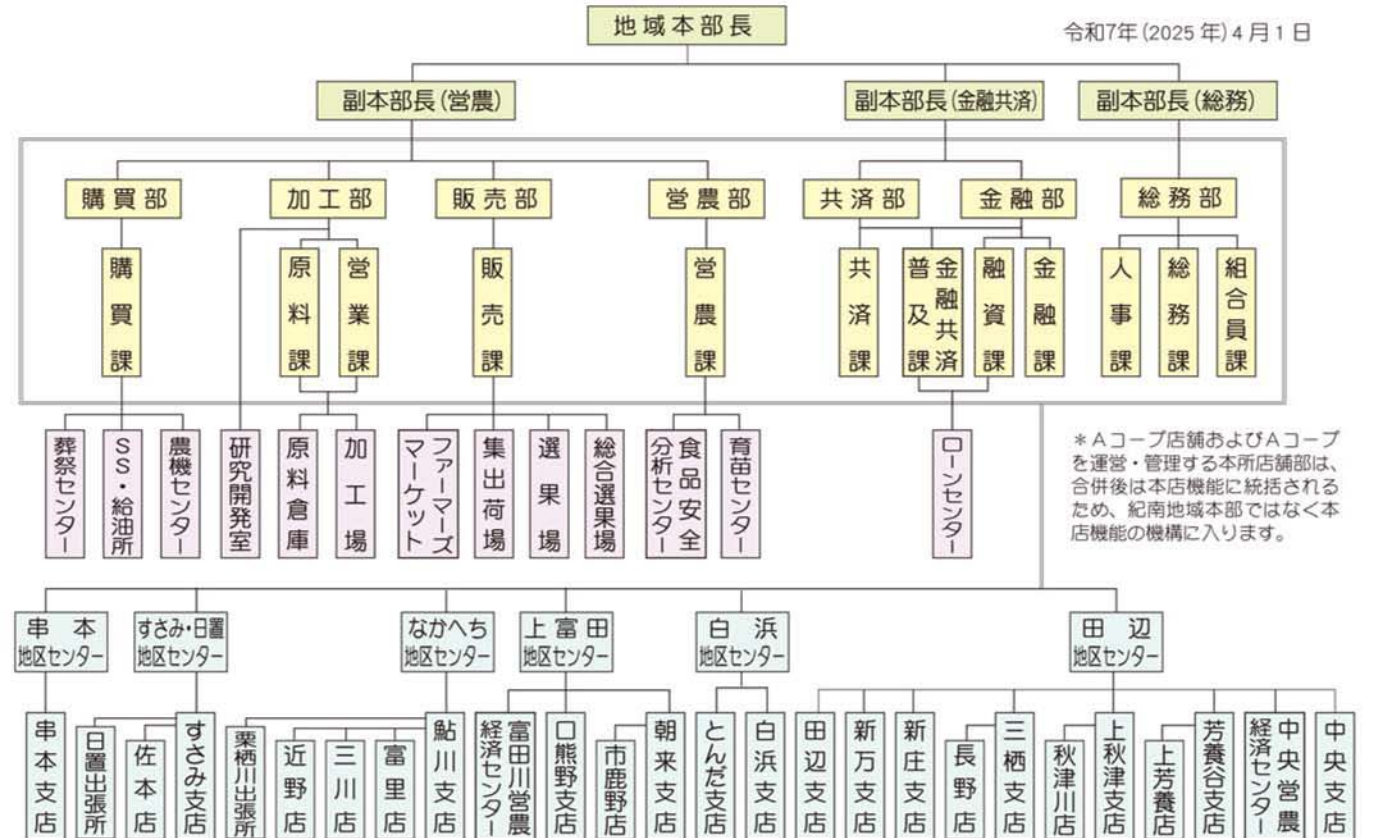 地域本部長
令和7年(2025年)4月1日
副本部長(営農)
副本部長(金融共済)
副本部長(総務)
購買部
加工部
販売部
営農部
共済部
金融部
総務部
購買課
原料課
営業課
販売課
営農課
共済課
金融共済
普及課
融資課
金融課
人事課
総務課
組合員課
葬祭センター
SS・給油所
農機センター
研究開発室
原料倉庫
加工場
ファーマーズ
マーケット
集出荷場
選果場
総合選果場
食品安全
分析センター
育苗センター
ローンセンター
＊Aコープ店舗およびAコープ
を運営・管理する本所店舗部は、
合併後は本店機能に統括される
ため、紀南地域本部ではなく本
店機能の機構に入ります。
串本
地区センター
すさみ・日置
地区センター
なかへち
地区センター
上富田
地区センター
白浜
地区センター
田辺
地区センター
串本支店
日置出張所
佐本店
すさみ支店
栗栖川出張所
近野店
三川店
富里店
鮎川支店
富田川営農
経済センター
口熊野支店
市鹿野店
朝来支店
とんだ支店
白浜支店
田辺支店
新万支店
新庄支店
長野店
三栖支店
秋津川店
上秋津支店
上芳養店
芳養谷支店
中央営農
経済センター
中央支店